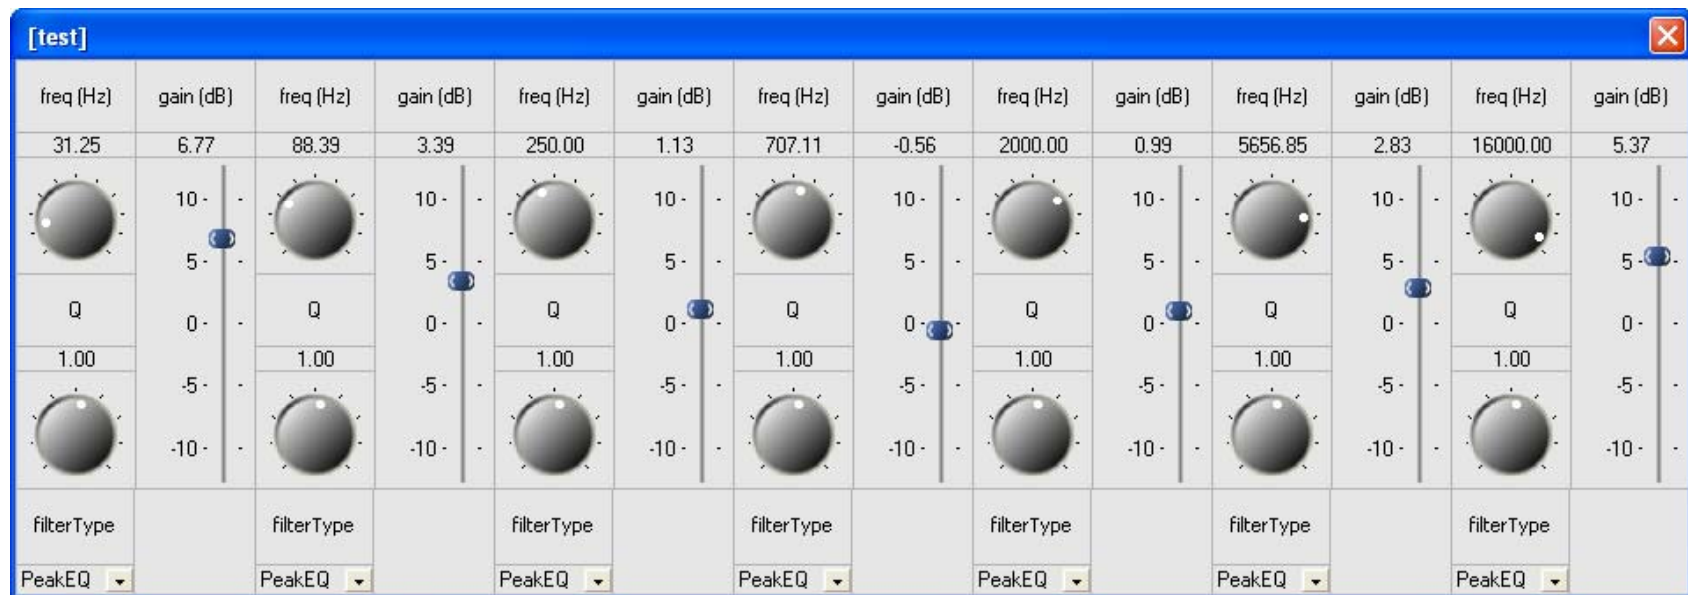 [test]
freq (Hz) gain (dB) freq (Hz) gain (dB) freq (Hz) gain (dB) freq (Hz) gain (dB) freq (Hz) gain (dB) freq (Hz) gain (dB) freq (Hz) gain (dB)
31.25 6.77 88.39 3.39 250.00 1.13 707.11 -0.56 2000.00 0.99 5656.85 2.83 16000.00 5.37
10 10 10 10 10 10 10
5 5 5 5 5 5 5
Q 0 Q 0 Q 0 Q 0 Q 0 Q 0 Q 0
1.00 1.00 1.00 1.00 1.00 1.00 1.00
-5 -5 -5 -5 -5 -5 -5
-10 -10 -10 -10 -10 -10 -10
filterType filterType filterType filterType filterType filterType filterType
PeakEQ PeakEQ PeakEQ PeakEQ PeakEQ PeakEQ PeakEQ